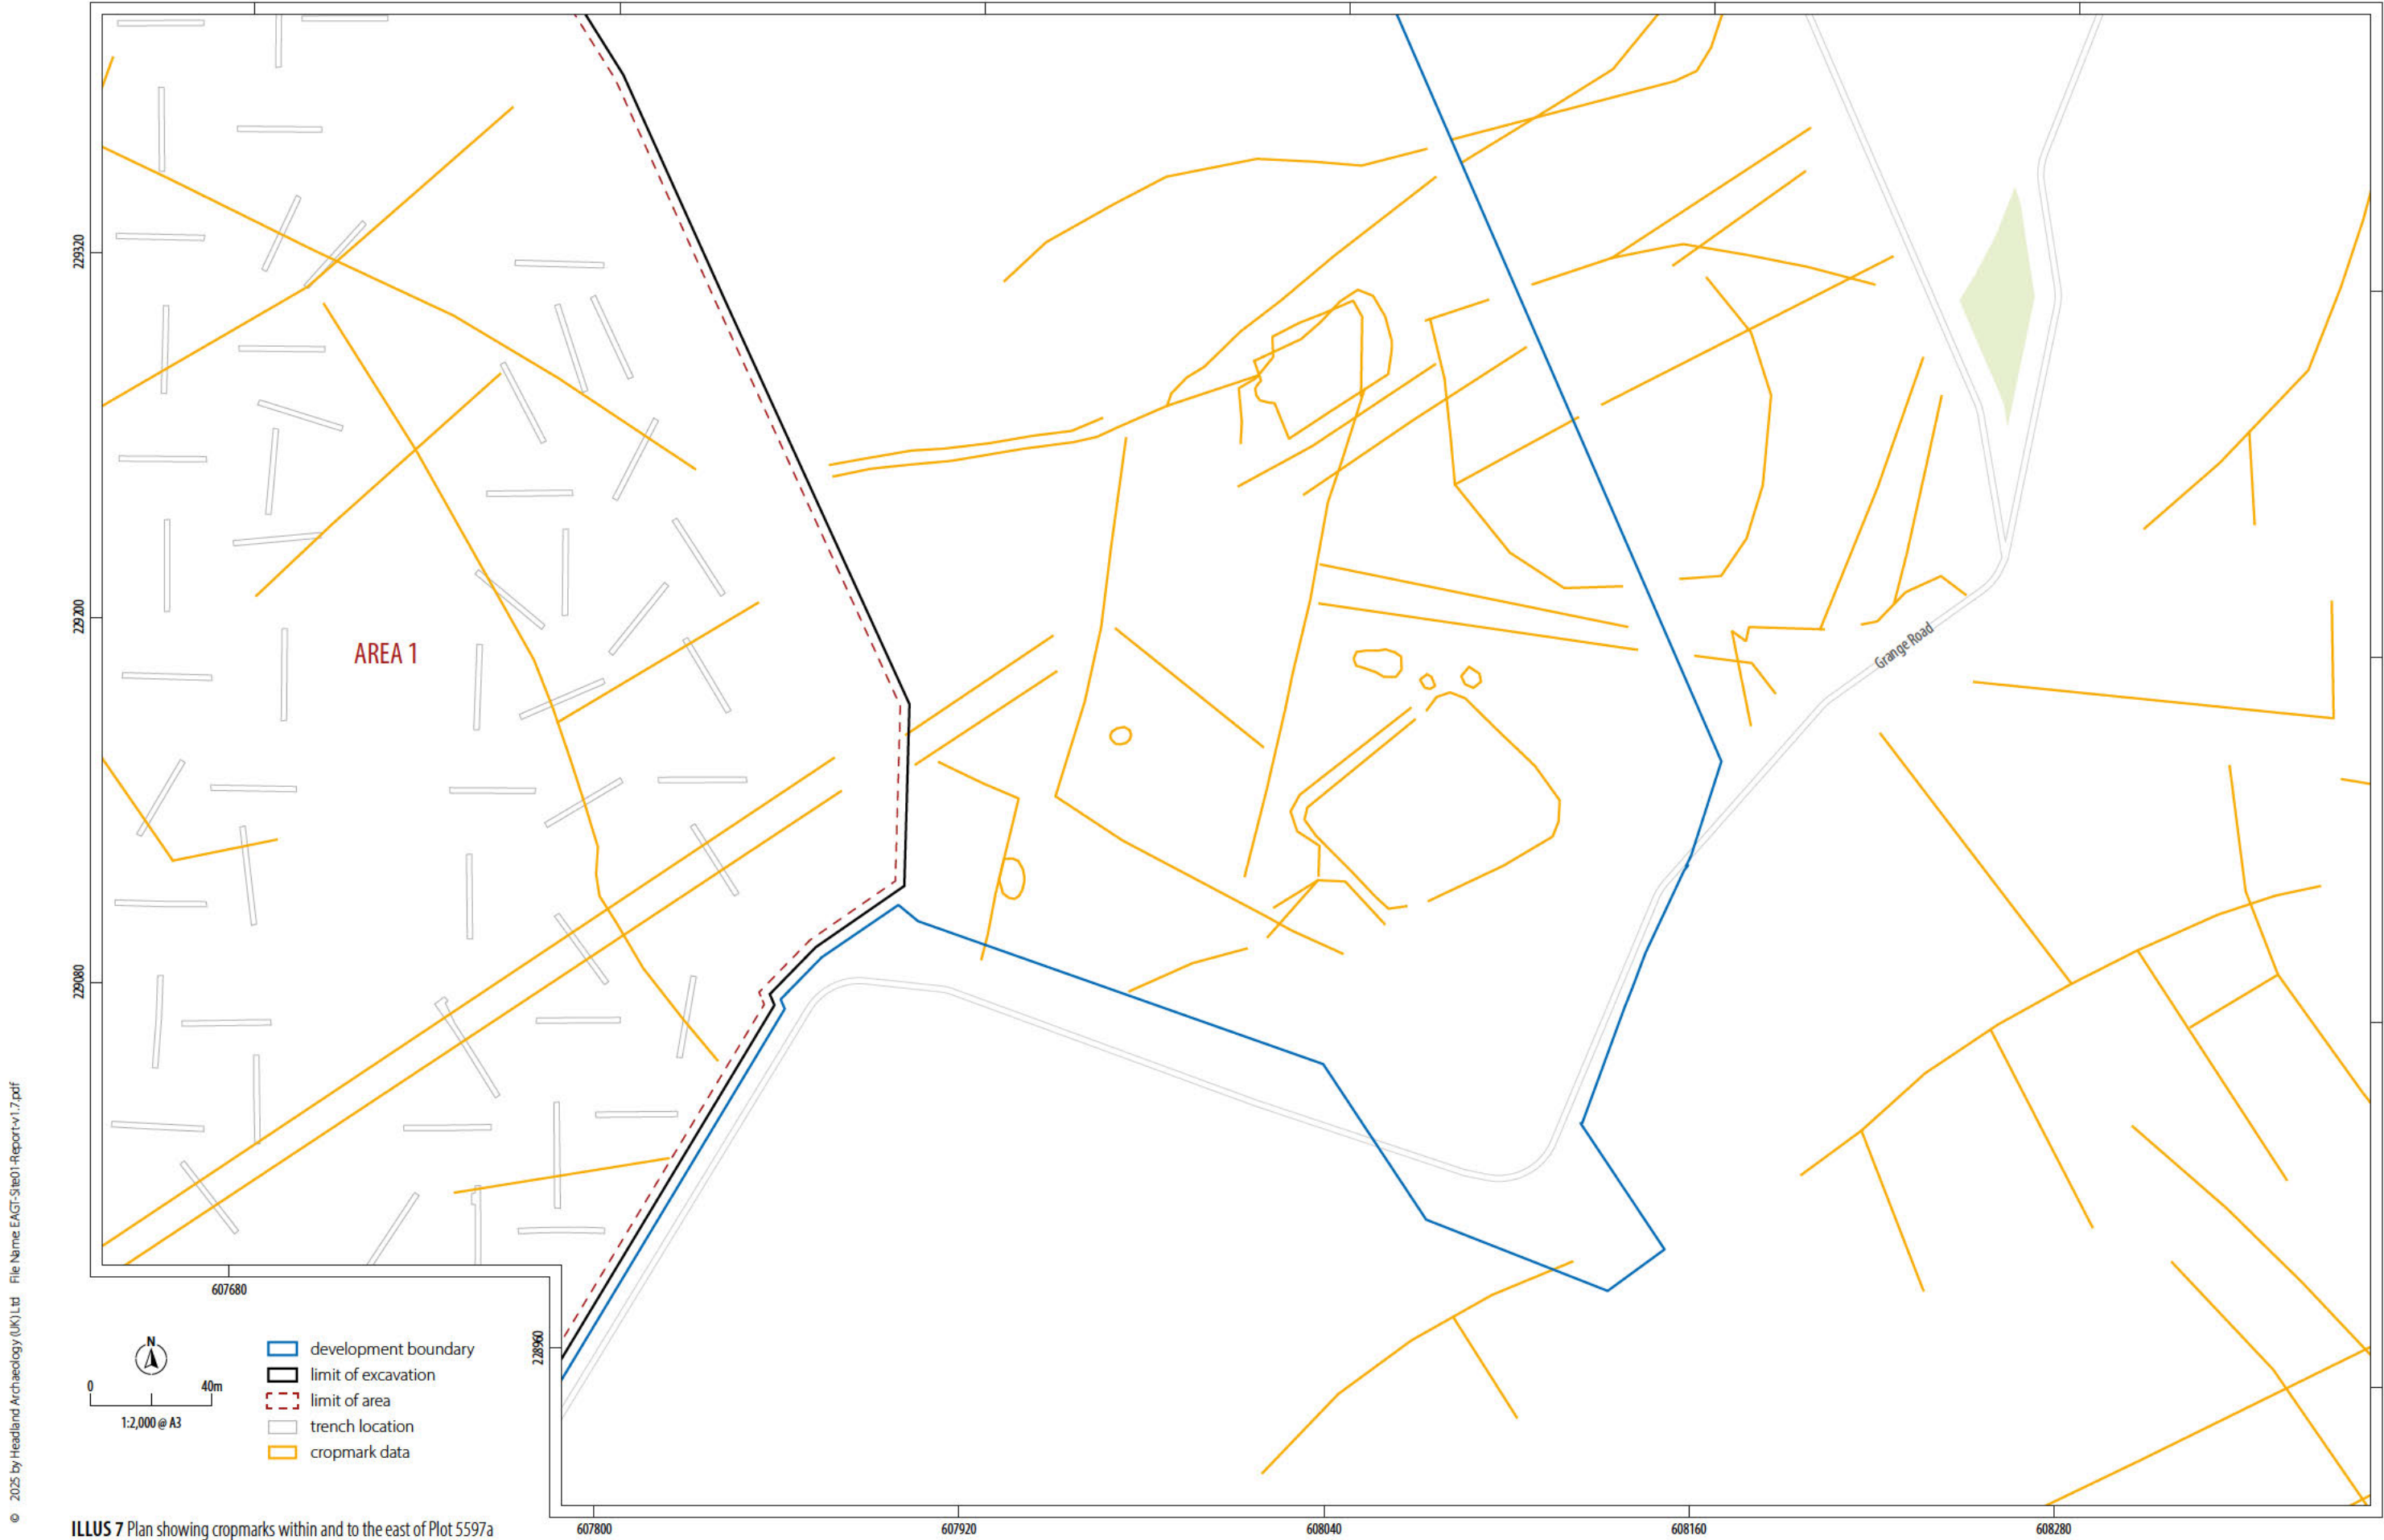 229320
229200
229080
228960
AREA 1
Grange Road
607680
N
0 40m
1:2,000 @ A3
development boundary
limit of excavation
limit of area
trench location
cropmark data
607800 607920 608040 608160 608280
ILLUS 7 Plan showing cropmarks within and to the east of Plot 5597a
© 2025 by Headland Archaeology (UK) Ltd File Name: EAGT-Site01-Report-v1.7.pdf